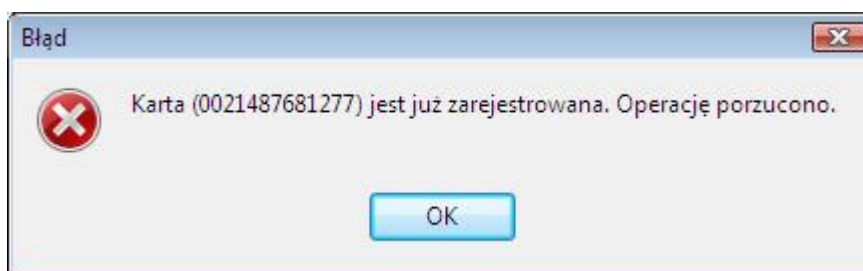 Błąd
Karta (0021487681277) jest już zarejestrowana. Operację porzucono.
OK